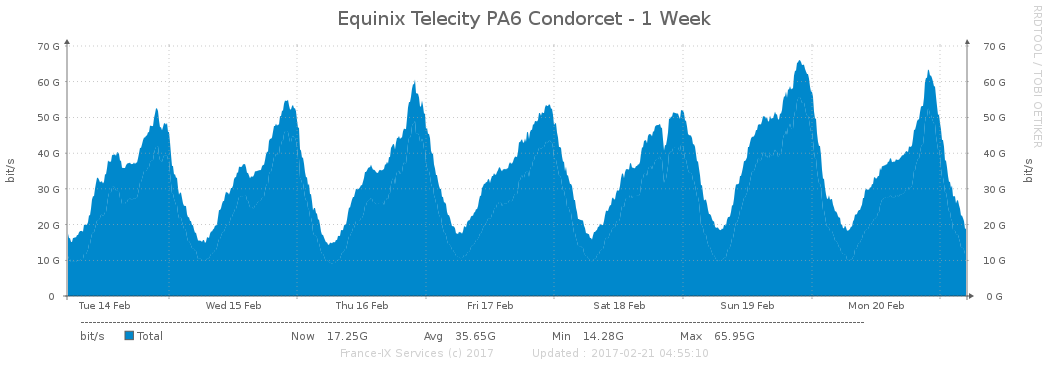 Equinix Telecity PA6 Condorcet - 1 Week
RRDTOOL / TOBI OETIKER
bit/s
70 G
60 G
50 G
40 G
30 G
20 G
10 G
0
70 G
60 G
50 G
40 G
30 G
20 G
10 G
0 G
bit/s
Tue 14 Feb Wed 15 Feb Thu 16 Feb Fri 17 Feb Sat 18 Feb Sun 19 Feb Mon 20 Feb
bit/s Total Now 17.25G Avg 35.65G Min 14.28G Max 65.95G
France-IX Services (c) 2017 Updated : 2017-02-21 04:55:10